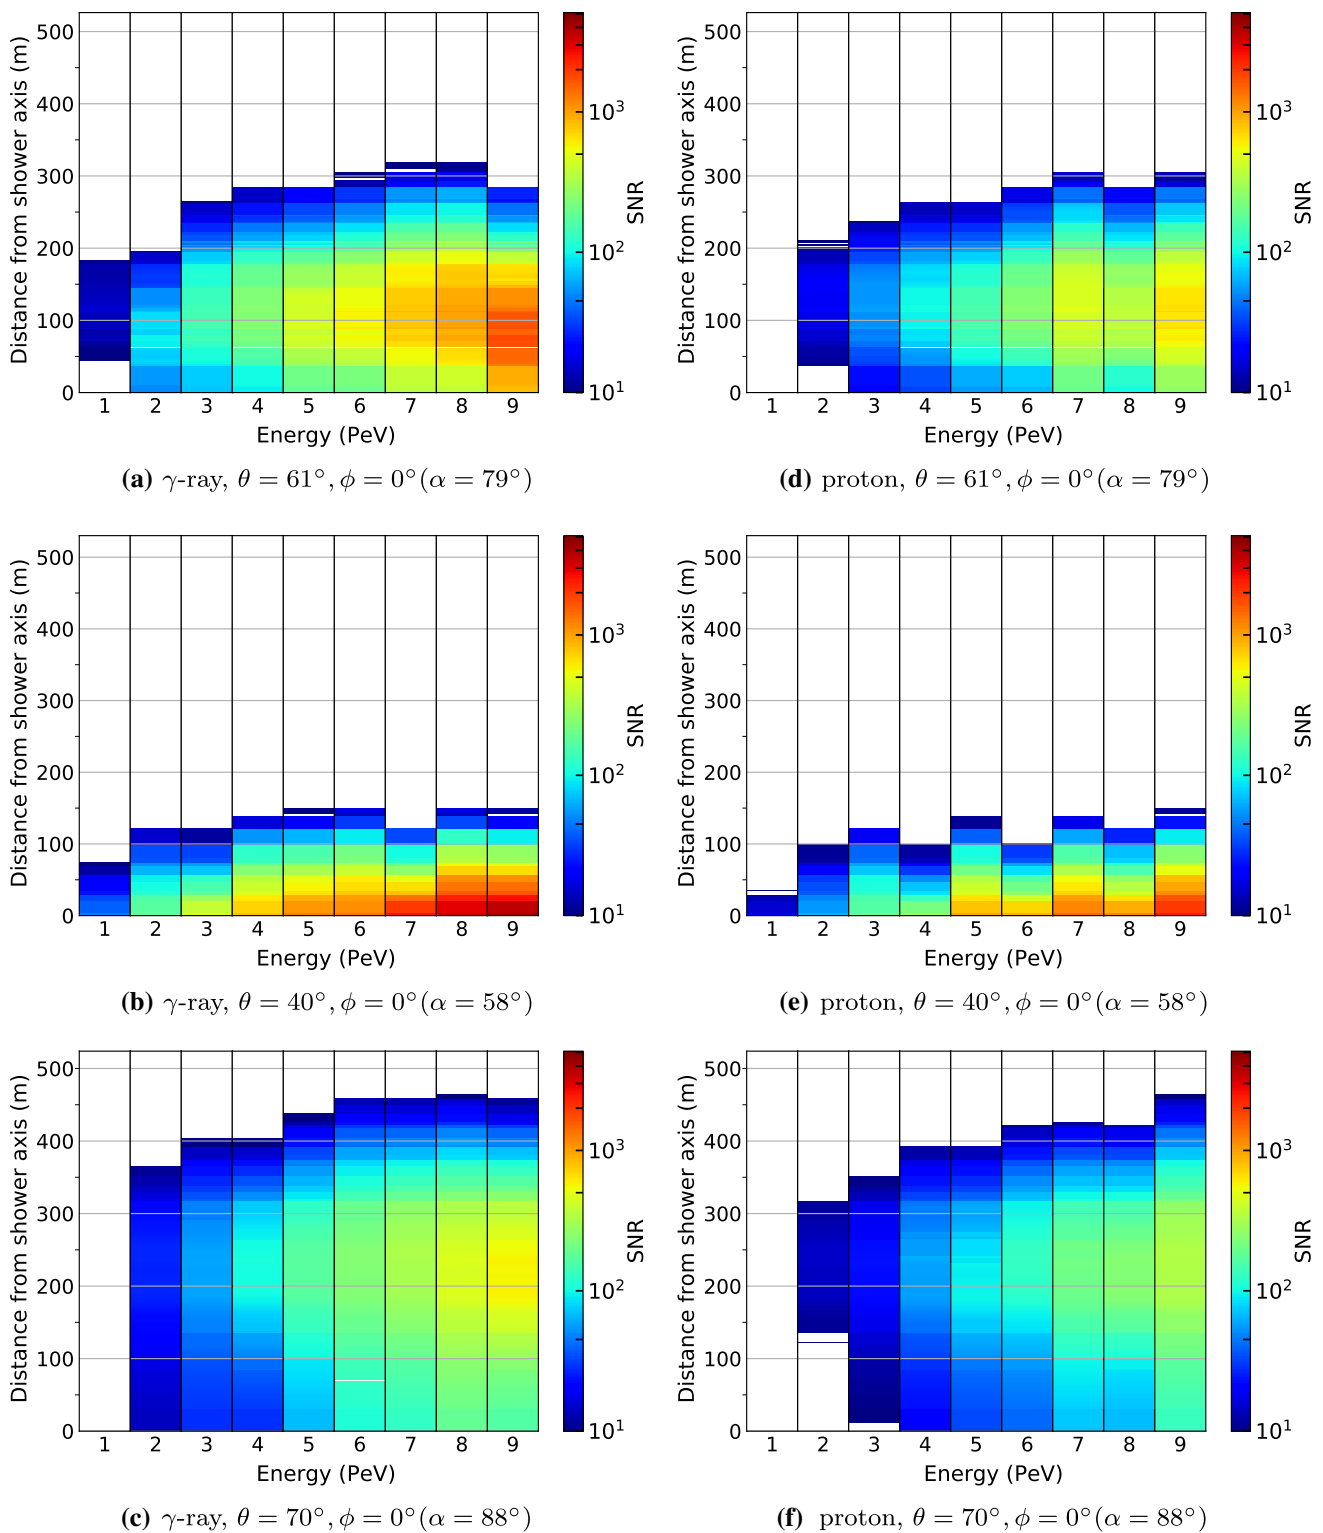 500
400
300
200
100
0
Distance from shower axis (m)
1 2 3 4 5 6 7 8 9
Energy (PeV)
10³
10²
10¹
SNR
(a) γ-ray, θ = 61°, ϕ = 0°(α = 79°)
500
400
300
200
100
0
Distance from shower axis (m)
1 2 3 4 5 6 7 8 9
Energy (PeV)
10³
10²
10¹
SNR
(d) proton, θ = 61°, ϕ = 0°(α = 79°)
500
400
300
200
100
0
Distance from shower axis (m)
1 2 3 4 5 6 7 8 9
Energy (PeV)
10³
10²
10¹
SNR
(b) γ-ray, θ = 40°, ϕ = 0°(α = 58°)
500
400
300
200
100
0
Distance from shower axis (m)
1 2 3 4 5 6 7 8 9
Energy (PeV)
10³
10²
10¹
SNR
(e) proton, θ = 40°, ϕ = 0°(α = 58°)
500
400
300
200
100
0
Distance from shower axis (m)
1 2 3 4 5 6 7 8 9
Energy (PeV)
10³
10²
10¹
SNR
(c) γ-ray, θ = 70°, ϕ = 0°(α = 88°)
500
400
300
200
100
0
Distance from shower axis (m)
1 2 3 4 5 6 7 8 9
Energy (PeV)
10³
10²
10¹
SNR
(f) proton, θ = 70°, ϕ = 0°(α = 88°)